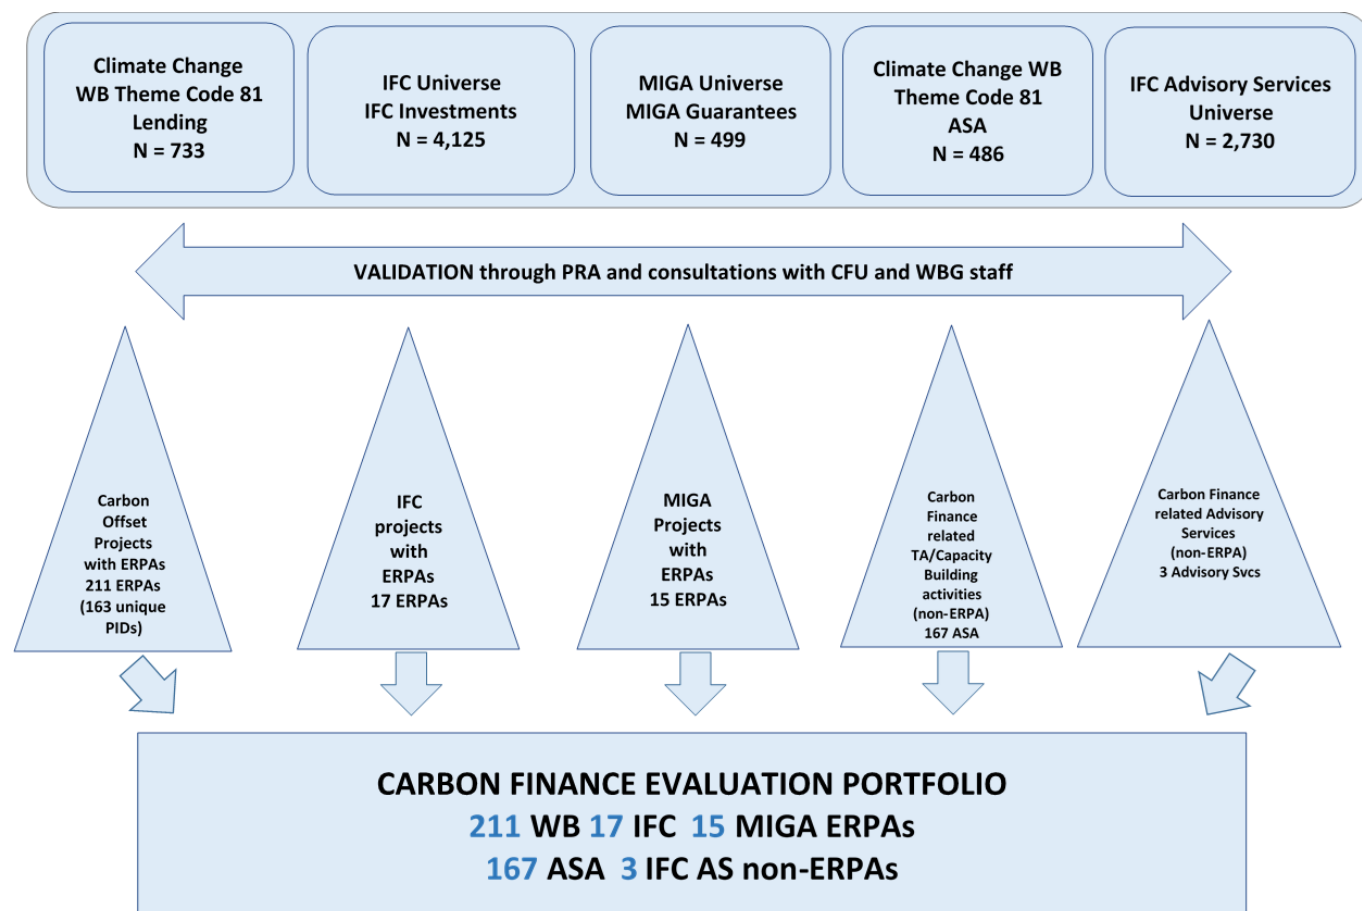 Climate Change
WB Theme Code 81
Lending
N = 733
IFC Universe
IFC Investments
N = 4,125
MIGA Universe
MIGA Guarantees
N = 499
Climate Change WB
Theme Code 81
ASA
N = 486
IFC Advisory Services
Universe
N = 2,730
VALIDATION through PRA and consultations with CFU and WBG staff
Carbon
Offset
Projects
with ERPAs
211 ERPAs
(163 unique
PIDs)
IFC
projects
with
ERPAs
17 ERPAs
MIGA
Projects
with
ERPAs
15 ERPAs
Carbon
Finance
related
TA/Capacity
Building
activities
(non-ERPA)
167 ASA
Carbon Finance
related Advisory
Services
(non-ERPA)
3 Advisory Svcs
CARBON FINANCE EVALUATION PORTFOLIO
211 WB 17 IFC 15 MIGA ERPAs
167 ASA 3 IFC AS non-ERPAs